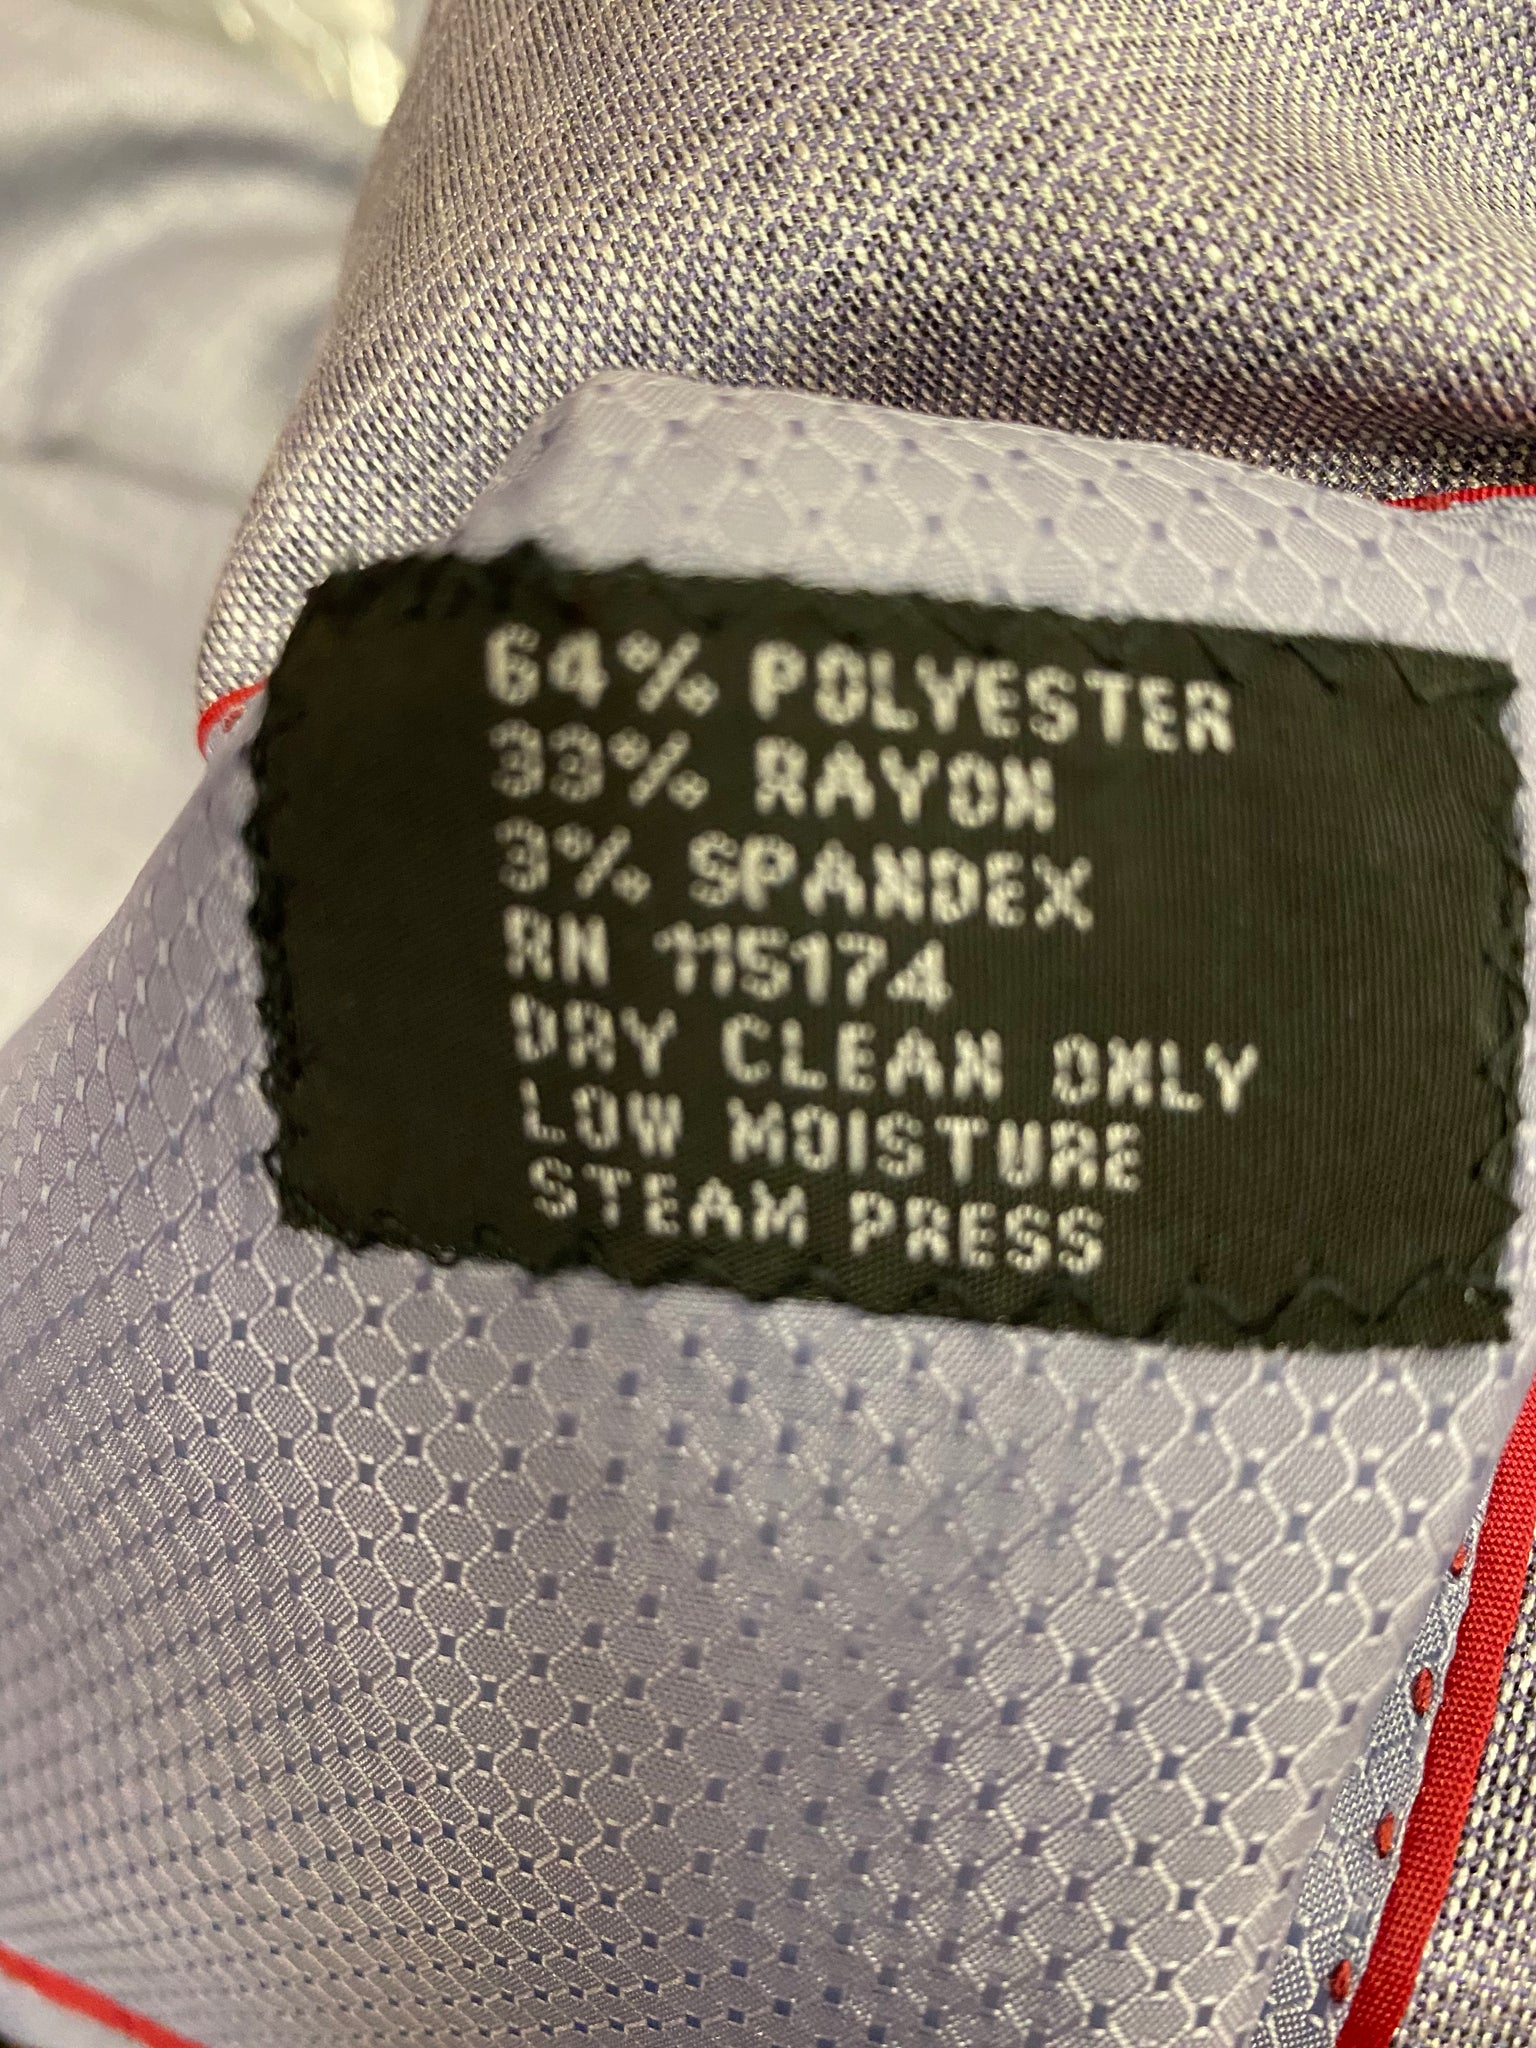 64% POLYESTER
33% RAYON
3% SPANDEX
RN 115174
DRY CLEAN ONLY
LOW MOISTURE
STEAM PRESS